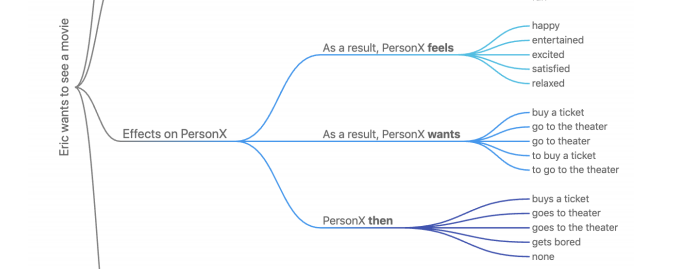 Eric wants to see a movie
Effects on PersonX
As a result, PersonX feels
happy
entertained
excited
satisfied
relaxed
As a result, PersonX wants
buy a ticket
go to the theater
go to theater
to buy a ticket
to go to the theater
PersonX then
buys a ticket
goes to theater
goes to the theater
gets bored
none